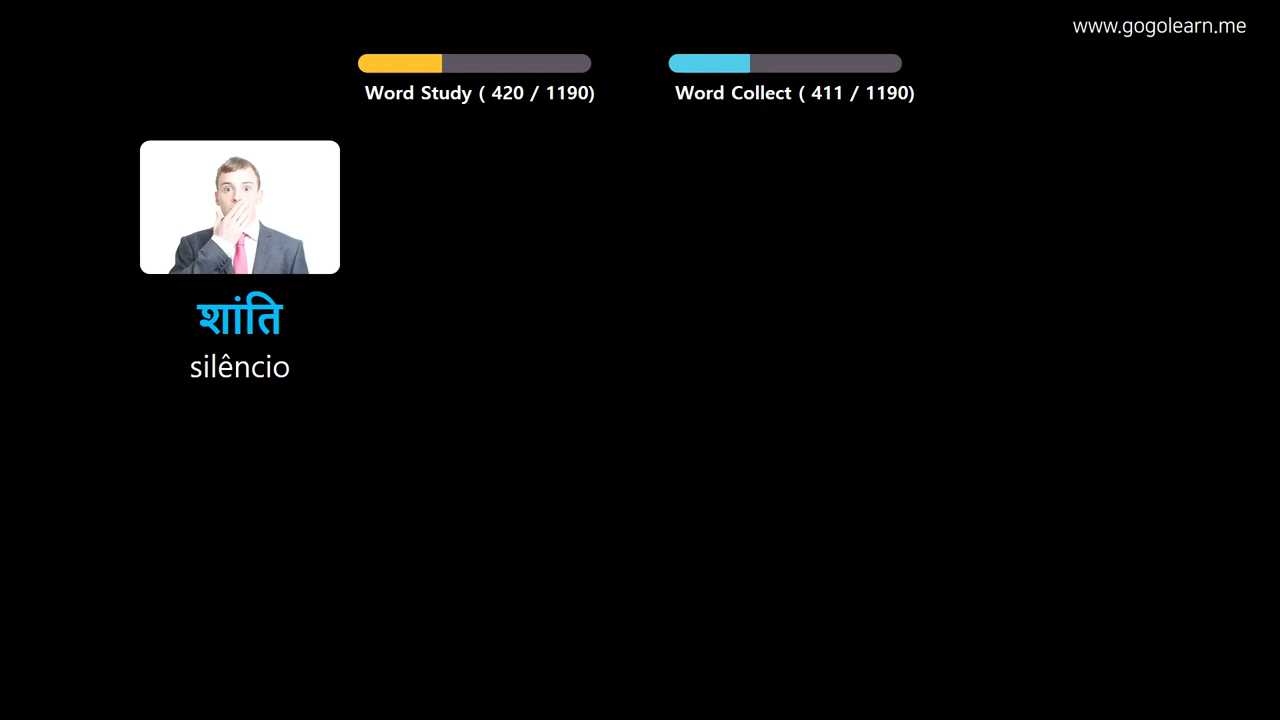 www.gogolearn.me
Word Study ( 420 / 1190)
Word Collect ( 411 / 1190)
शांति
silêncio